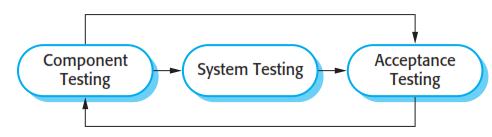 Component
Testing
System Testing
Acceptance
Testing